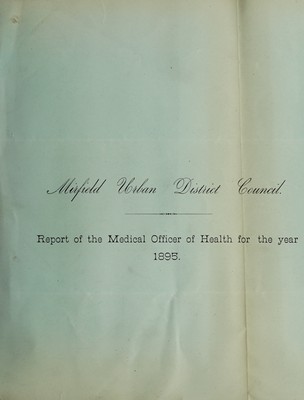 Mirfield Urban District Council.
Report of the Medical Officer of Health for the year
1895.